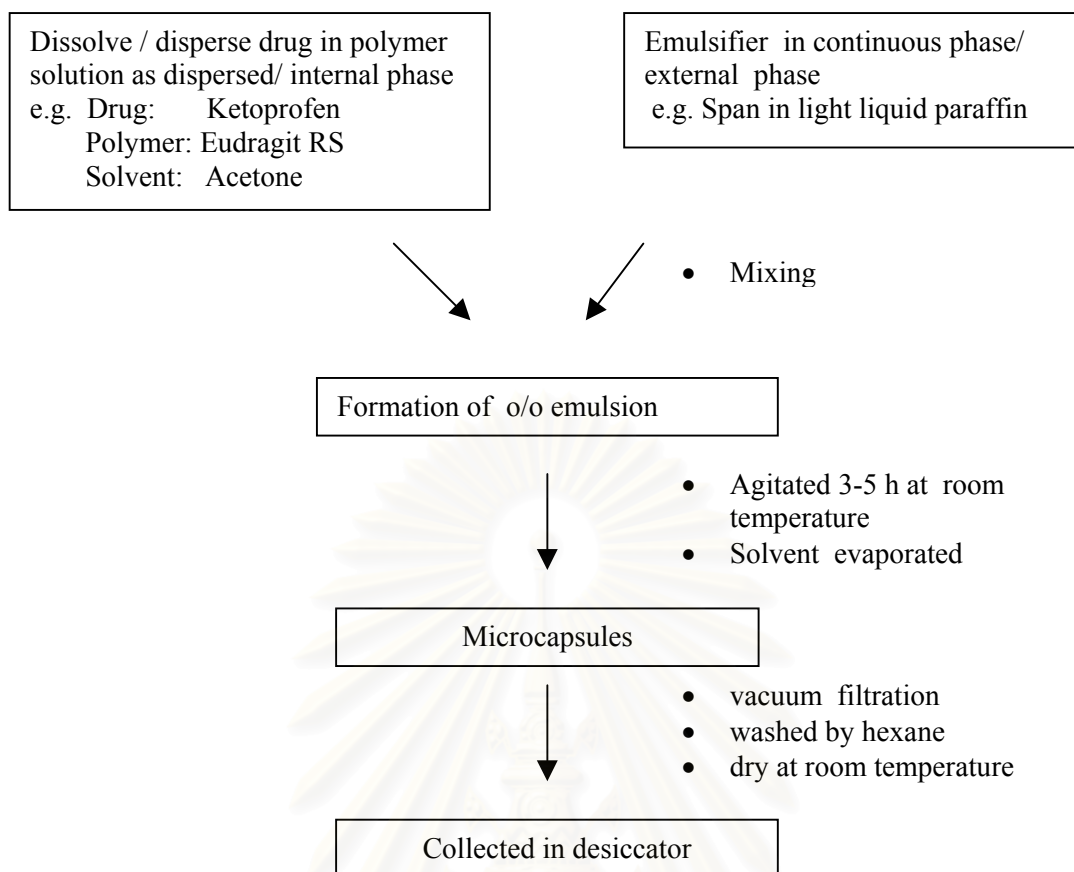 Dissolve / disperse drug in polymer
solution as dispersed/ internal phase
e.g. Drug: Ketoprofen
Polymer: Eudragit RS
Solvent: Acetone
Emulsifier in continuous phase/
external phase
e.g. Span in light liquid paraffin
• Mixing
Formation of o/o emulsion
• Agitated 3-5 h at room
temperature
• Solvent evaporated
Microcapsules
• vacuum filtration
• washed by hexane
• dry at room temperature
Collected in desiccator